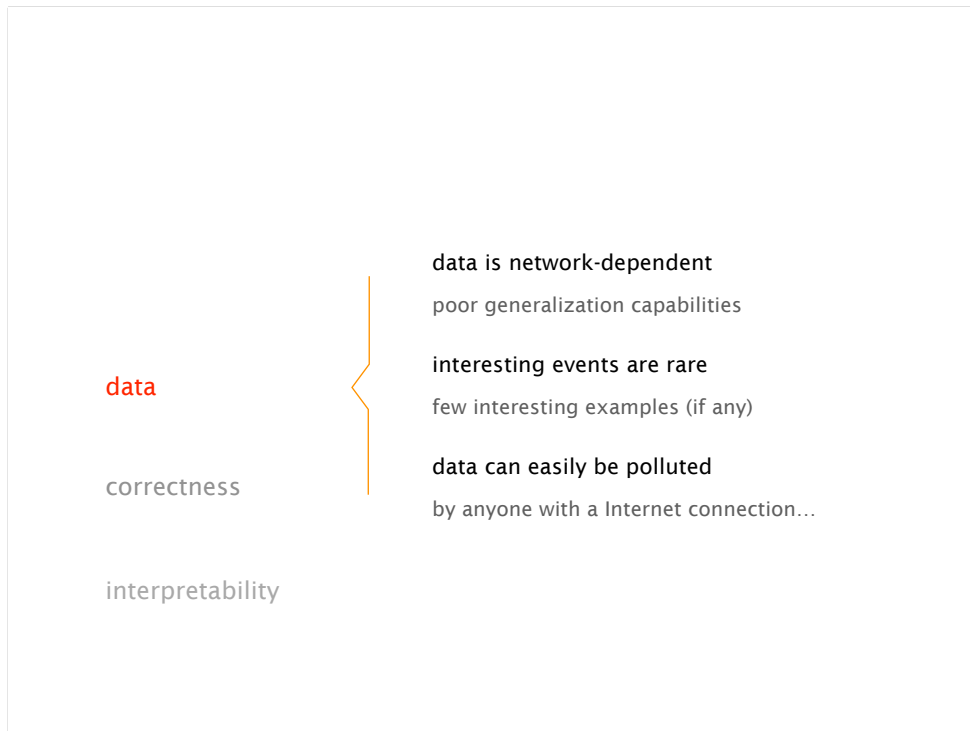 data
correctness
interpretability
data is network-dependent
poor generalization capabilities
interesting events are rare
few interesting examples (if any)
data can easily be polluted
by anyone with a Internet connection…